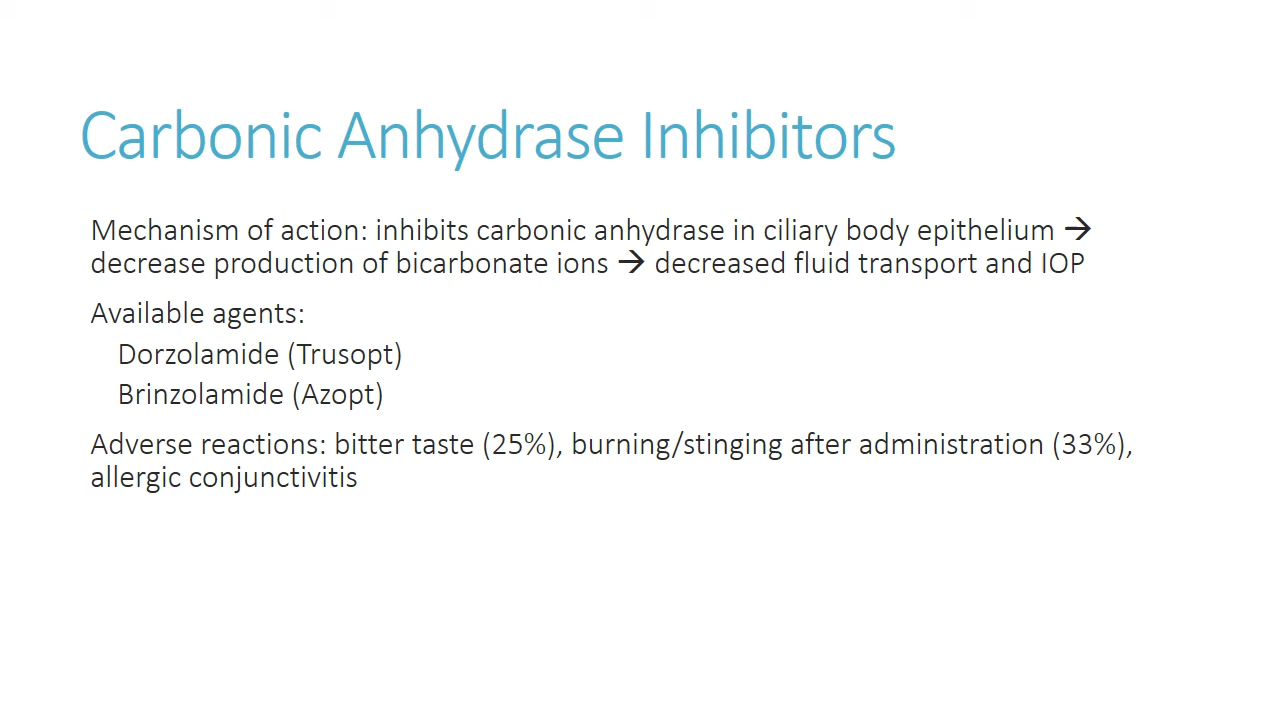 Carbonic Anhydrase Inhibitors
Mechanism of action: inhibits carbonic anhydrase in ciliary body epithelium →
decrease production of bicarbonate ions → decreased fluid transport and IOP
Available agents:
Dorzolamide (Trusopt)
Brinzolamide (Azopt)
Adverse reactions: bitter taste (25%), burning/stinging after administration (33%),
allergic conjunctivitis